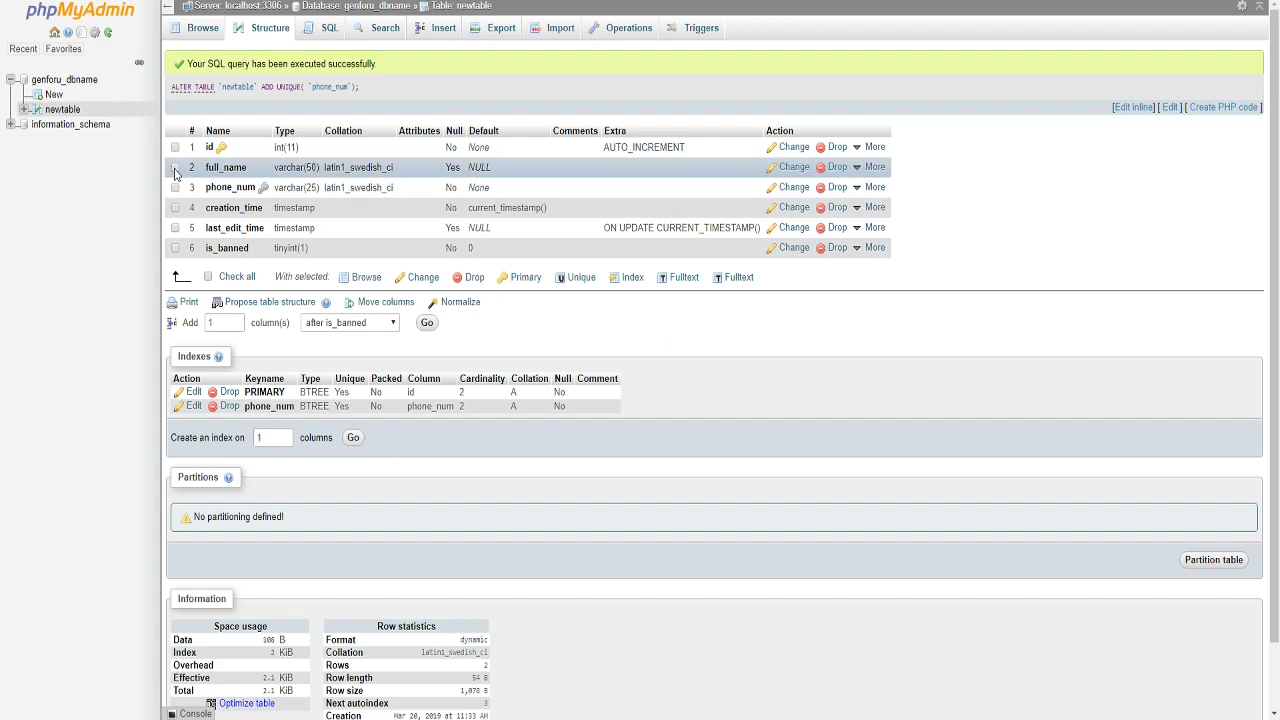 phpMyAdmin
Server: localhost:3306 » Database: genforu_dbname » Table: newtable
Browse Structure SQL Search Insert Export Import Operations Triggers
Recent Favorites
genforu_dbname
New
newtable
information_schema
Your SQL query has been executed successfully.
ALTER TABLE `newtable` ADD UNIQUE( `phone_num`);
[Edit inline] [ Edit ] [ Create PHP code ]
# Name Type Collation Attributes Null Default Comments Extra Action
1 id int(11) No None AUTO_INCREMENT Change Drop More
2 full_name varchar(50) latin1_swedish_ci Yes NULL Change Drop More
3 phone_num varchar(25) latin1_swedish_ci No None Change Drop More
4 creation_time timestamp No current_timestamp() Change Drop More
5 last_edit_time timestamp Yes NULL ON UPDATE CURRENT_TIMESTAMP() Change Drop More
6 is_banned tinyint(1) No 0 Change Drop More
Check all With selected: Browse Change Drop Primary Unique Index Fulltext Fulltext
Print Propose table structure Move columns Normalize
Add 1 column(s) after is_banned Go
Indexes
Action Keyname Type Unique Packed Column Cardinality Collation Null Comment
Edit Drop PRIMARY BTREE Yes No id 2 A No
Edit Drop phone_num BTREE Yes No phone_num 2 A No
Create an index on 1 columns Go
Partitions
No partitioning defined!
Partition table
Information
Space usage
Data 108 B
Index 2 KiB
Overhead
Effective 2.1 KiB
Total 2.1 KiB
Optimize table
Row statistics
Format dynamic
Collation latin1_swedish_ci
Rows 2
Row length 54 B
Row size 1,078 B
Next autoindex 3
Creation Mar 20, 2019 at 11:33 AM
Console